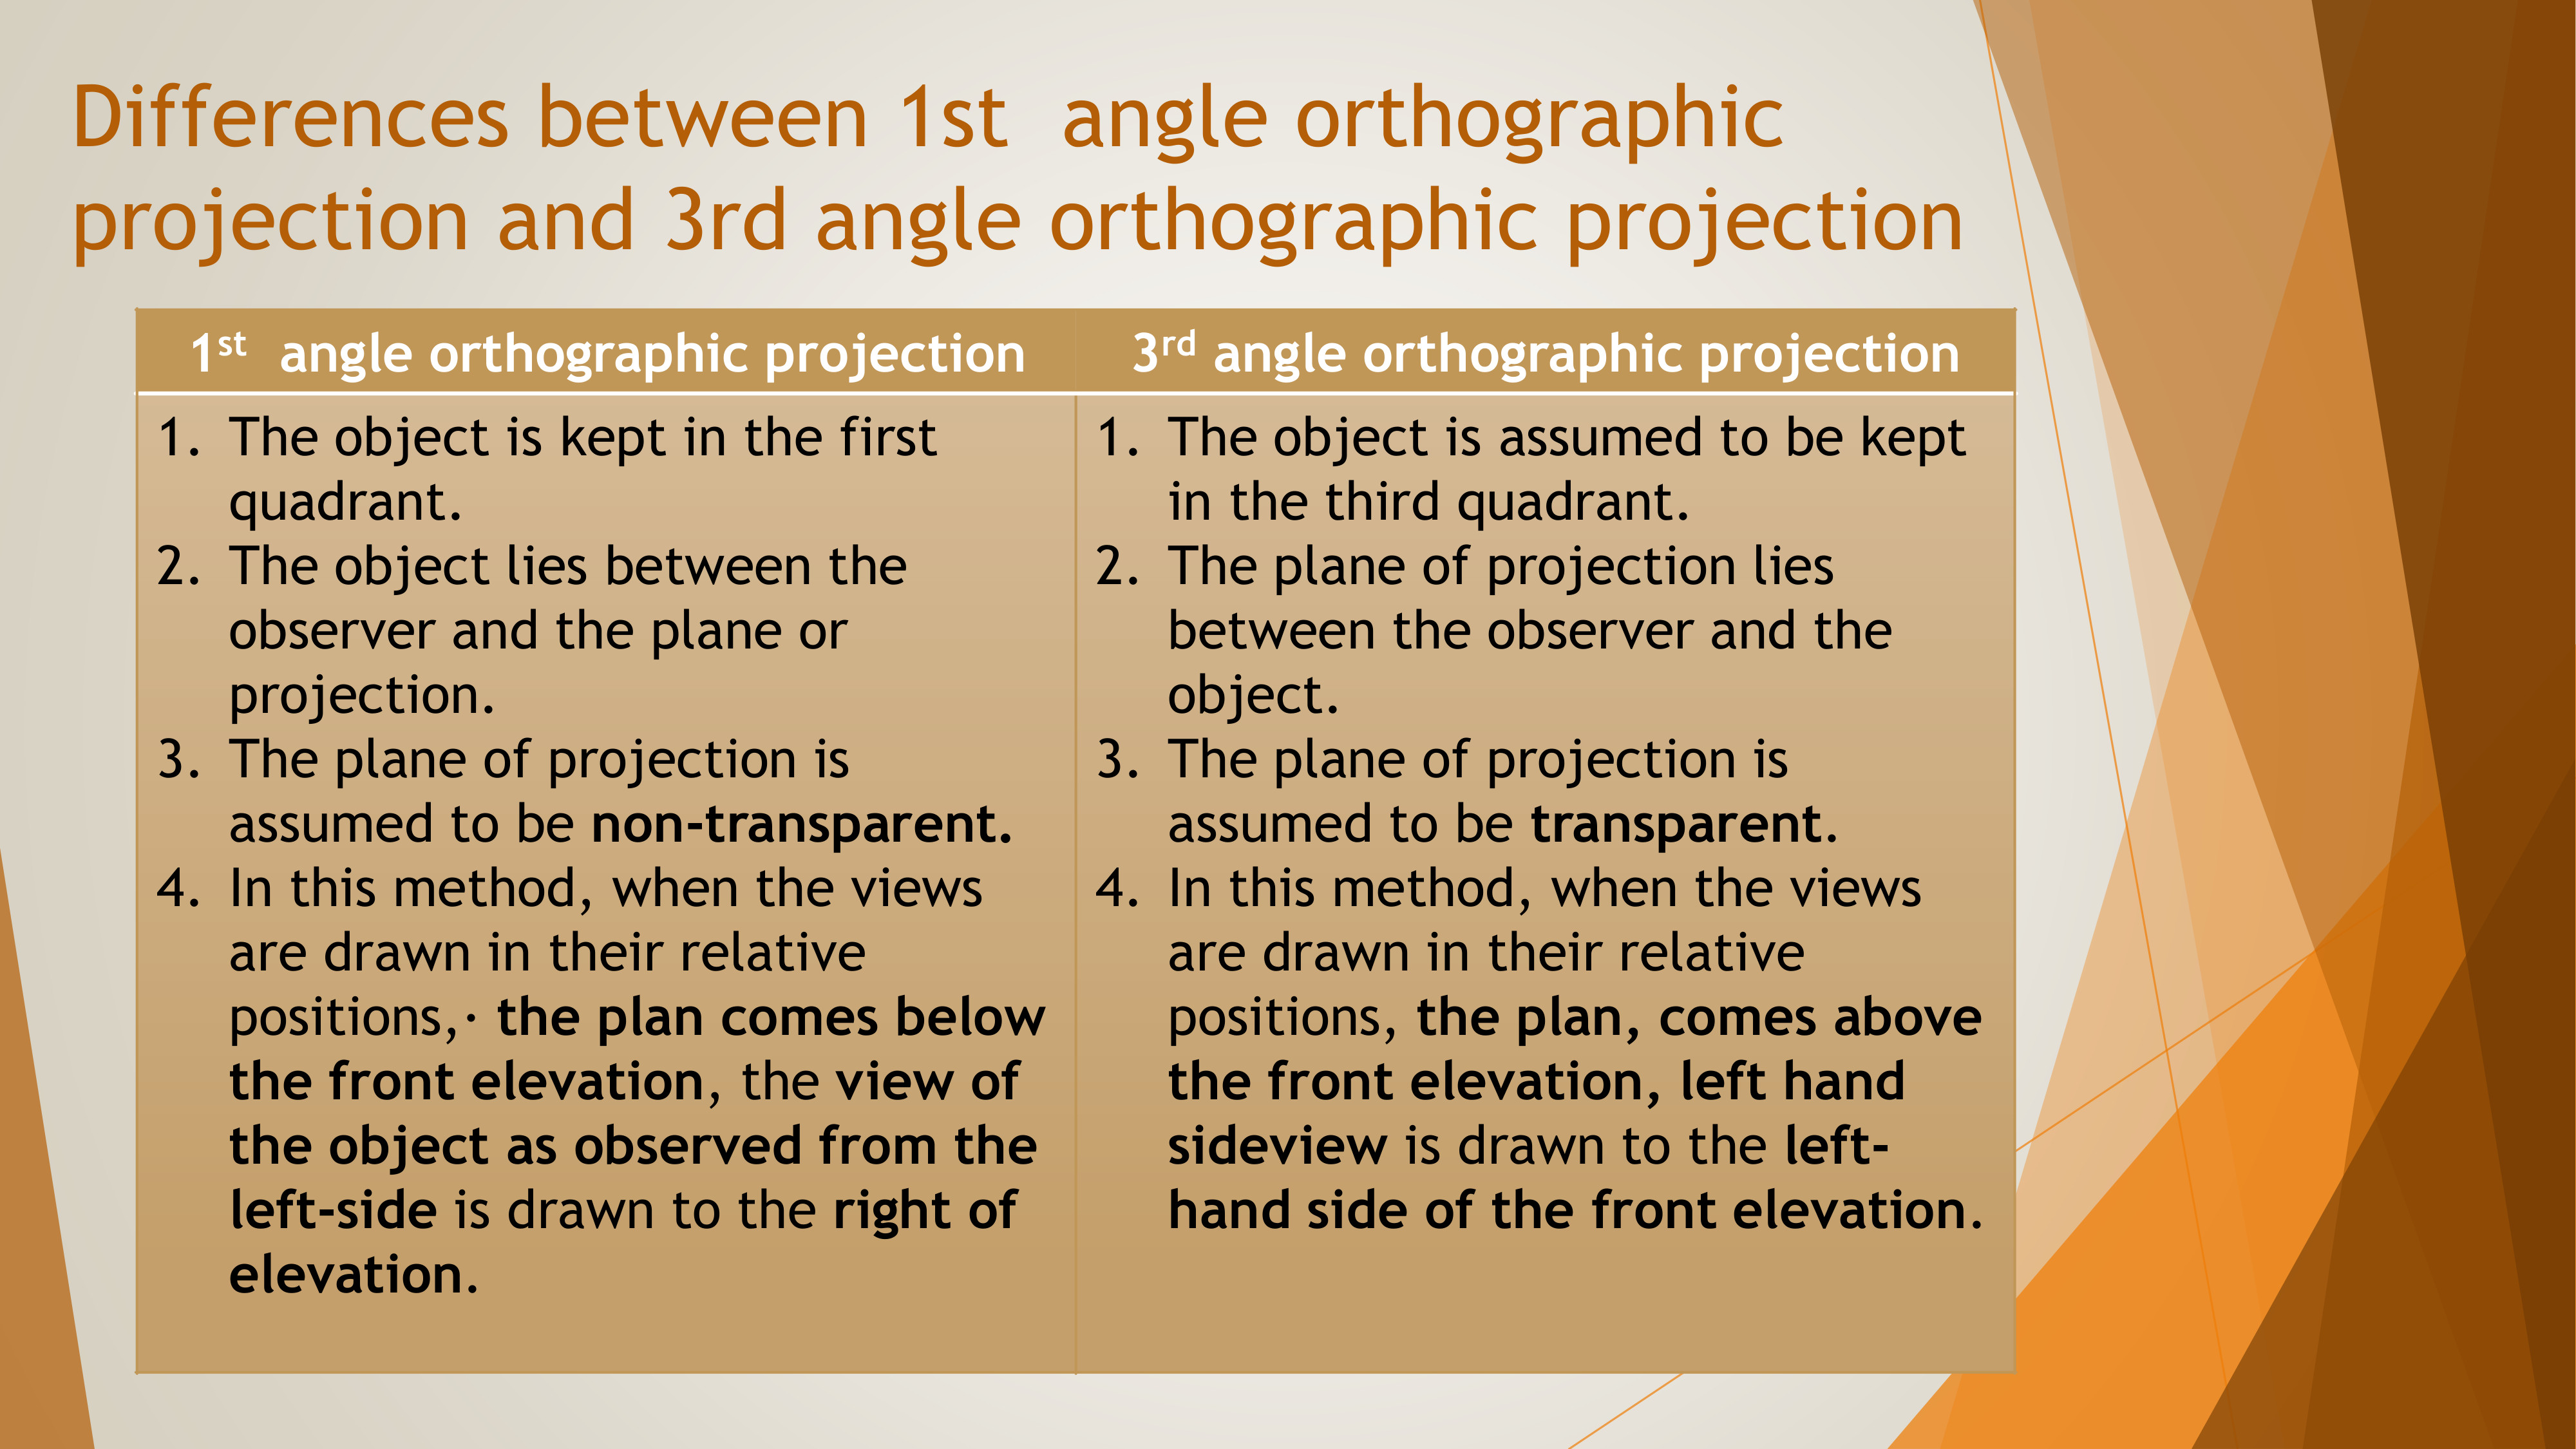 Differences between 1st  angle orthographic
projection and 3rd angle orthographic projection
1st  angle orthographic projection
3rd angle orthographic projection
1. The object is kept in the first
quadrant.
2. The object lies between the
observer and the plane or
projection.
3. The plane of projection is
assumed to be non-transparent.
4. In this method, when the views
are drawn in their relative
positions,· the plan comes below
the front elevation, the view of
the object as observed from the
left-side is drawn to the right of
elevation.
1. The object is assumed to be kept
in the third quadrant.
2. The plane of projection lies
between the observer and the
object.
3. The plane of projection is
assumed to be transparent.
4. In this method, when the views
are drawn in their relative
positions, the plan, comes above
the front elevation, left hand
sideview is drawn to the left-
hand side of the front elevation.